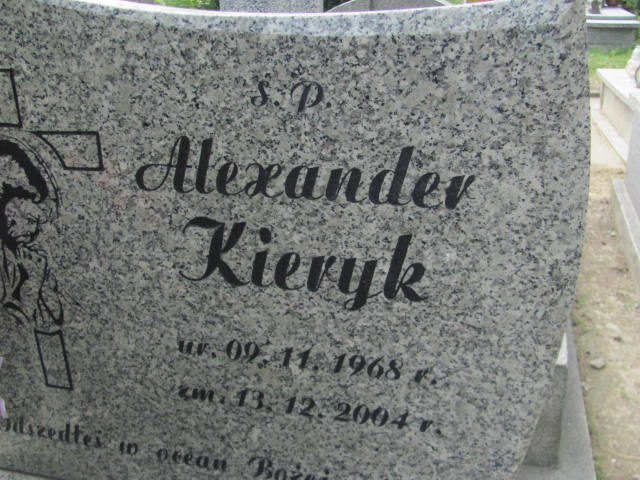 ś. p.
Alexander
Kieryk
ur. 09. 11. 1968 r.
zm. 13. 12. 2004 r.
w ocean